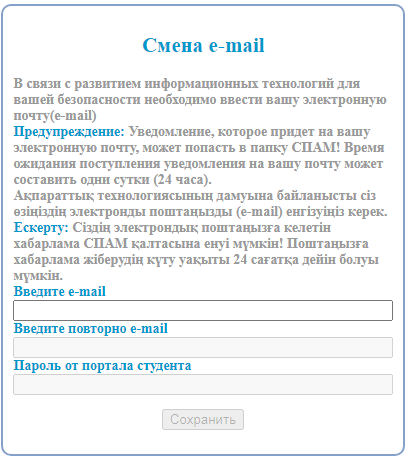 Смена e-mail
В связи с развитием информационных технологий для
вашей безопасности необходимо ввести вашу электронную
почту(e-mail)
Предупреждение: Уведомление, которое придет на вашу
электронную почту, может попасть в папку СПАМ! Время
ожидания поступления уведомления на вашу почту может
составить одни сутки (24 часа).
Ақпараттық технологиясының дамуына байланысты сіз
өзіңіздің электронды поштаңызды (e-mail) енгізуіңіз керек.
Ескерту: Сіздің электрондық поштаңызға келетін
хабарлама СПАМ қалтасына енуі мүмкін! Поштаңызға
хабарлама жіберудің күту уақыты 24 сағатқа дейін болуы
мүмкін.
Введите e-mail
Введите повторно e-mail
Пароль от портала студента
Сохранить